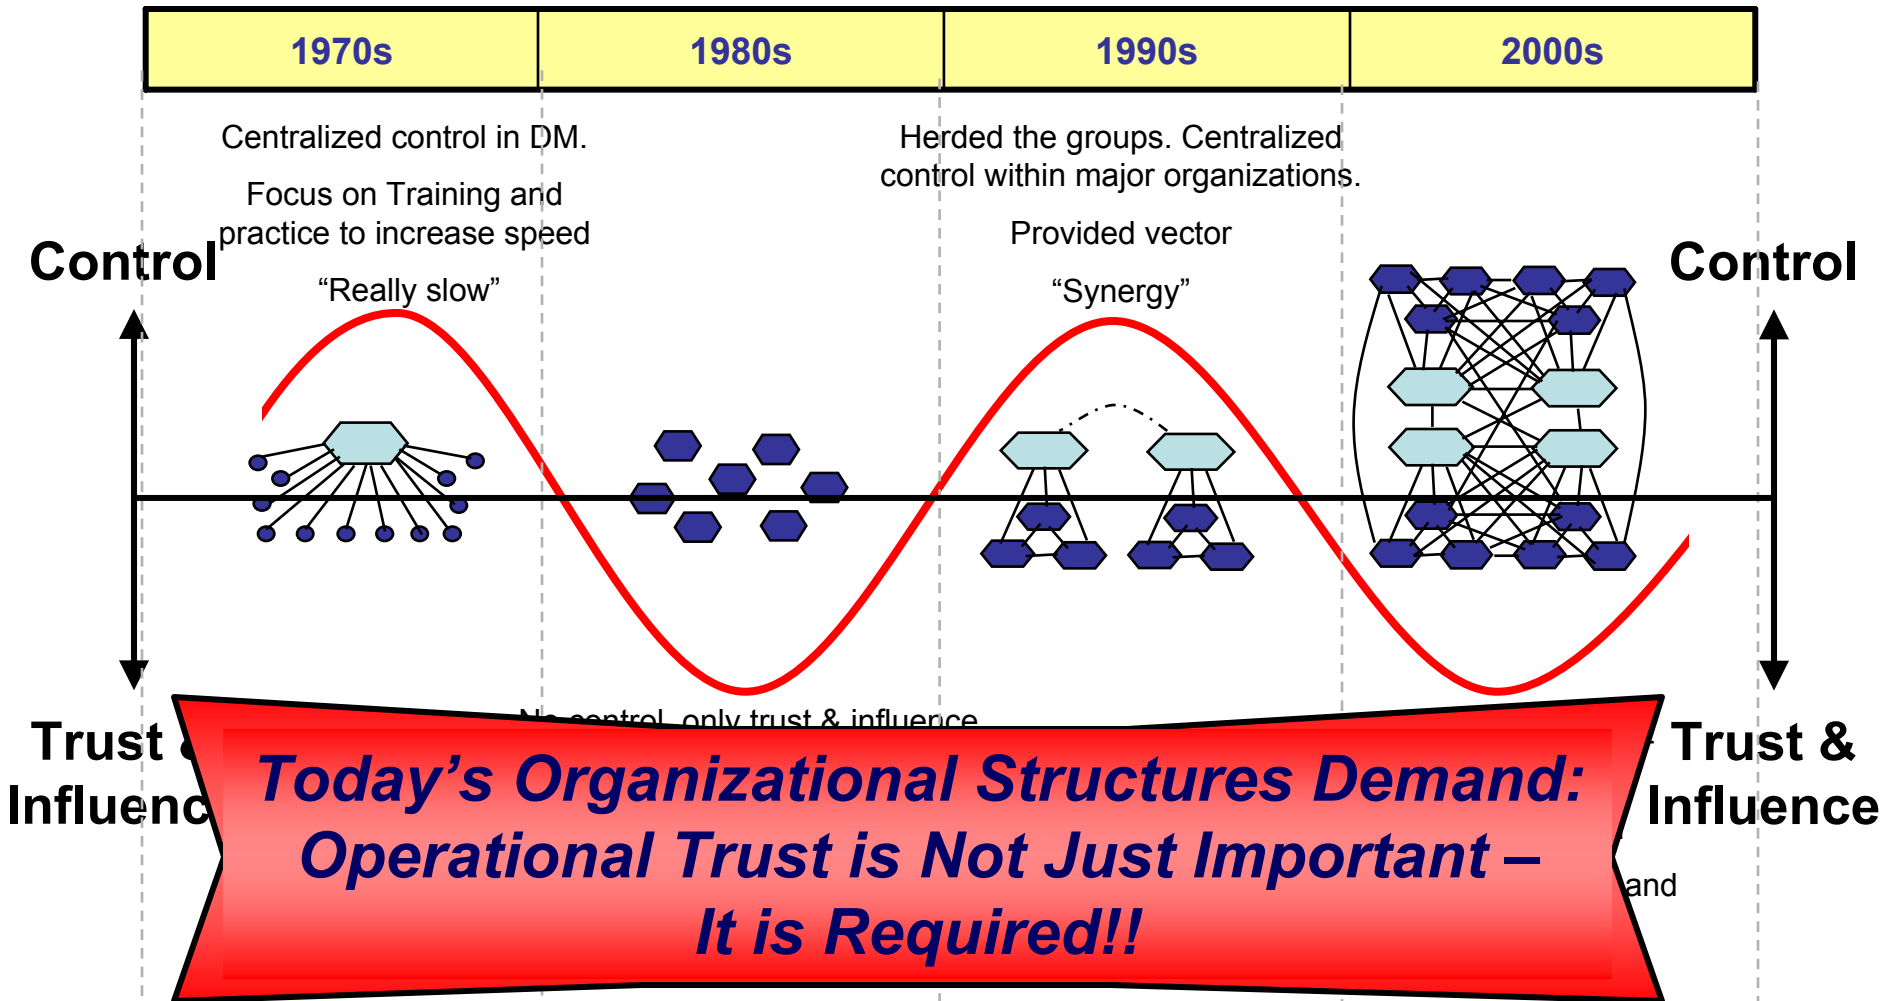 1970s
1980s
1990s
2000s
Centralized control in DM.
Focus on Training and
practice to increase speed
“Really slow”
Herded the groups. Centralized
control within major organizations.
Provided vector
“Synergy”
Control
Control
No control, only trust & influence
Trust &
Influence
Trust &
Influence
and
Today’s Organizational Structures Demand:
Operational Trust is Not Just Important –
It is Required!!